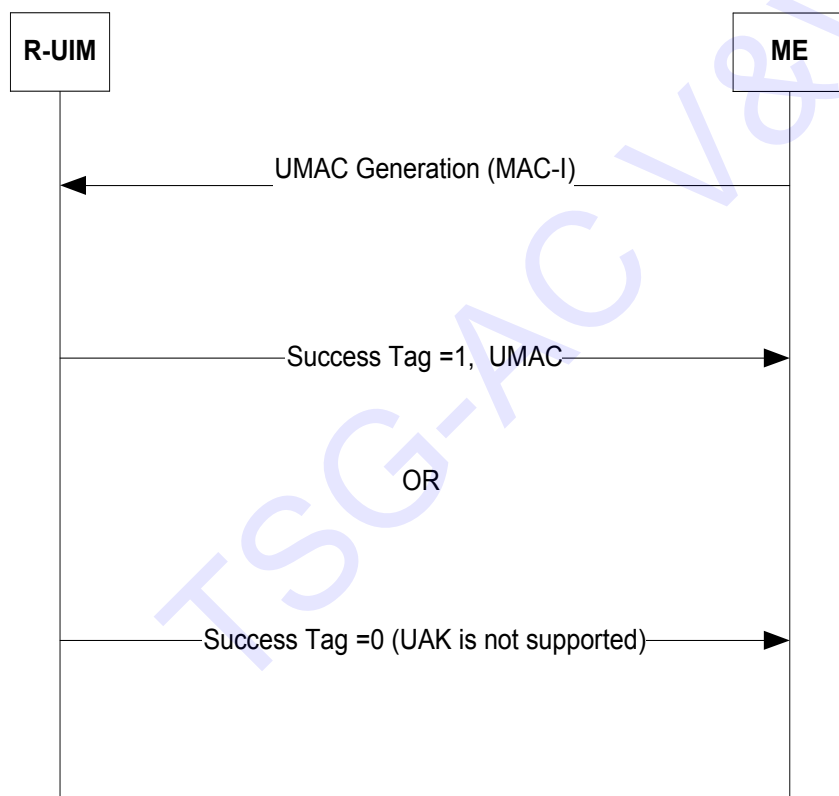 R-UIM
ME
UMAC Generation (MAC-I)
Success Tag =1, UMAC
OR
Success Tag =0 (UAK is not supported)
TSG-AC V&V